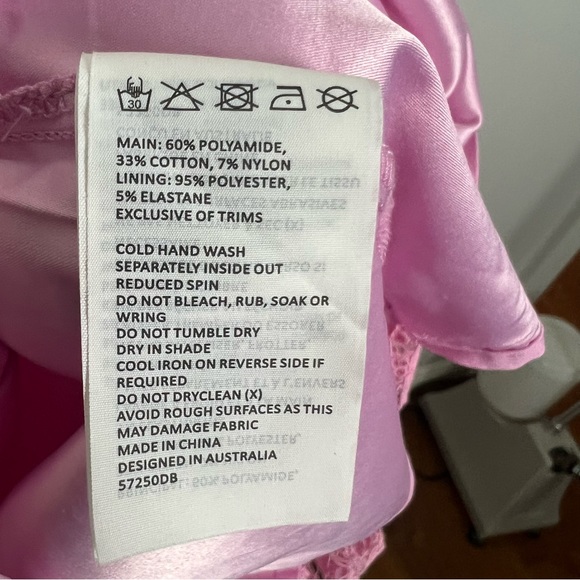 30
MAIN: 60% POLYAMIDE,
33% COTTON, 7% NYLON
LINING: 95% POLYESTER,
5% ELASTANE
EXCLUSIVE OF TRIMS
COLD HAND WASH
SEPARATELY INSIDE OUT
REDUCED SPIN
DO NOT BLEACH, RUB, SOAK OR
WRING
DO NOT TUMBLE DRY
DRY IN SHADE
COOL IRON ON REVERSE SIDE IF
REQUIRED
DO NOT DRYCLEAN (X)
AVOID ROUGH SURFACES AS THIS
MAY DAMAGE FABRIC
MADE IN CHINA
DESIGNED IN AUSTRALIA
57250DB